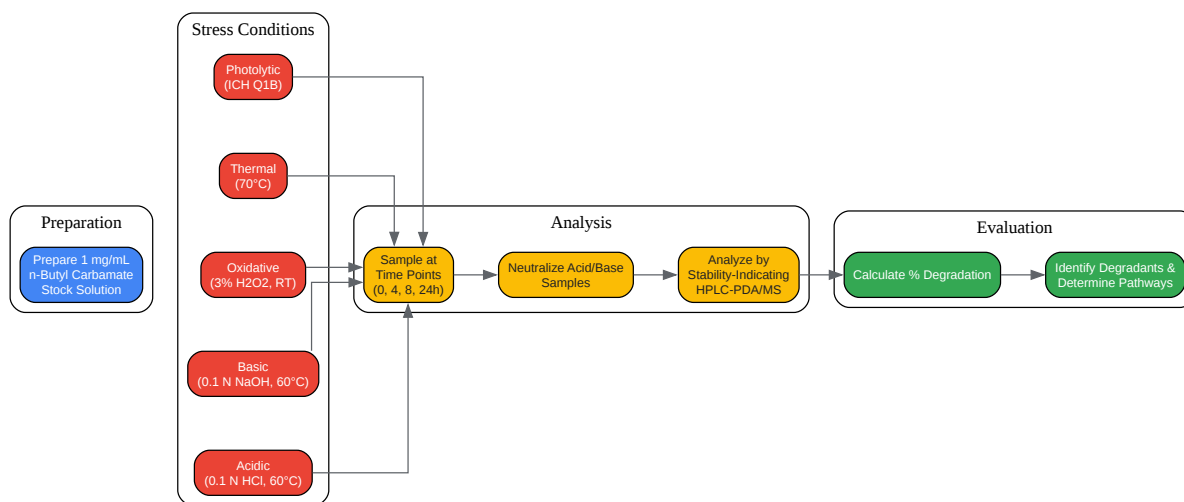 Preparation
Prepare 1 mg/mL
n-Butyl Carbamate
Stock Solution
Stress Conditions
Photolytic
(ICH Q1B)
Thermal
(70°C)
Oxidative
(3% H2O2, RT)
Basic
(0.1 N NaOH, 60°C)
Acidic
(0.1 N HCl, 60°C)
Analysis
Sample at
Time Points
(0, 4, 8, 24h)
Neutralize Acid/Base
Samples
Analyze by
Stability-Indicating
HPLC-PDA/MS
Evaluation
Calculate % Degradation
Identify Degradants &
Determine Pathways